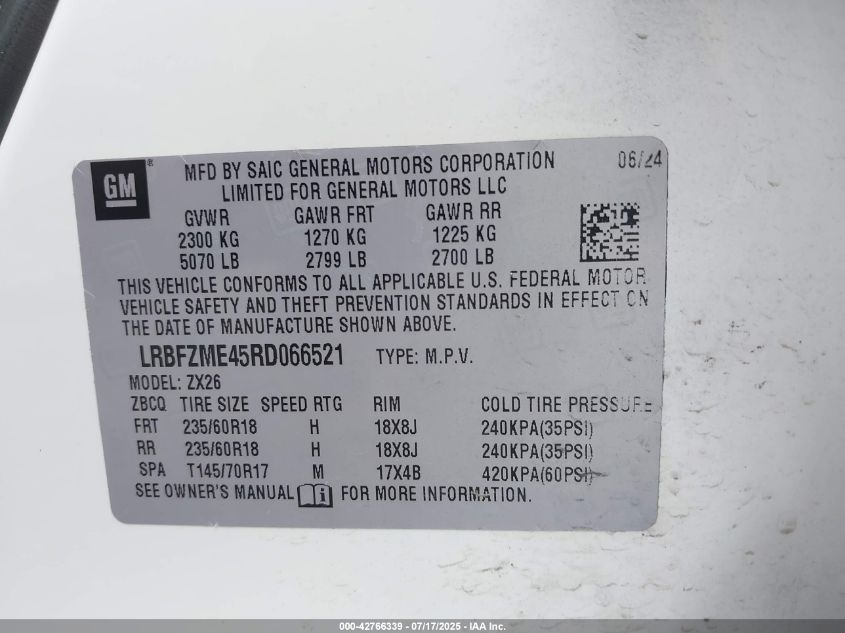 GM ®
MFD BY SAIC GENERAL MOTORS CORPORATION 06/24
LIMITED FOR GENERAL MOTORS LLC
GVWR GAWR FRT GAWR RR
2300 KG 1270 KG 1225 KG
5070 LB 2799 LB 2700 LB
THIS VEHICLE CONFORMS TO ALL APPLICABLE U.S. FEDERAL MOTOR
VEHICLE SAFETY AND THEFT PREVENTION STANDARDS IN EFFECT ON
THE DATE OF MANUFACTURE SHOWN ABOVE.
LRBFZME45RD066521 TYPE: M.P.V.
MODEL: ZX26
ZBCQ TIRE SIZE SPEED RTG RIM COLD TIRE PRESSURE
FRT 235/60R18 H 18X8J 240KPA(35PSI)
RR 235/60R18 H 18X8J 240KPA(35PSI)
SPA T145/70R17 M 17X4B 420KPA(60PSI)
SEE OWNER'S MANUAL i FOR MORE INFORMATION.
000-42766339 - 07/17/2025 - IAA Inc.